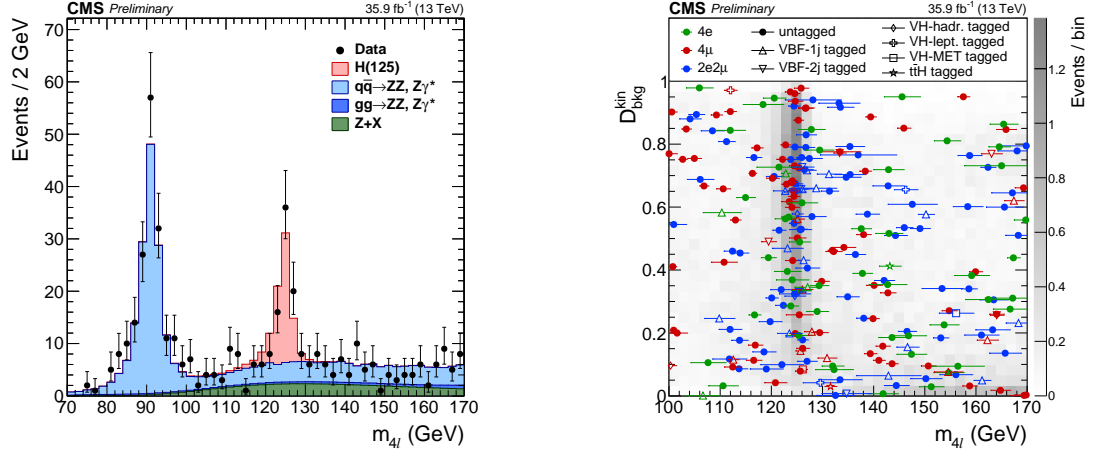 CMS Preliminary 35.9 fb⁻¹ (13 TeV)
Events / 2 GeV
70
60
50
40
30
20
10
0
Data
H(125)
qq̅→ZZ, Zγ*
gg→ZZ, Zγ*
Z+X
70 80 90 100 110 120 130 140 150 160 170
m4l (GeV)
CMS Preliminary 35.9 fb⁻¹ (13 TeV)
4e untagged VH-hadr. tagged
4μ VBF-1j tagged VH-lept. tagged
2e2μ VBF-2j tagged VH-MET tagged
tt̅H tagged
D kin bkg
1
0.8
0.6
0.4
0.2
0
100 110 120 130 140 150 160 170
m4l (GeV)
Events / bin
1.2
1
0.8
0.6
0.4
0.2
0